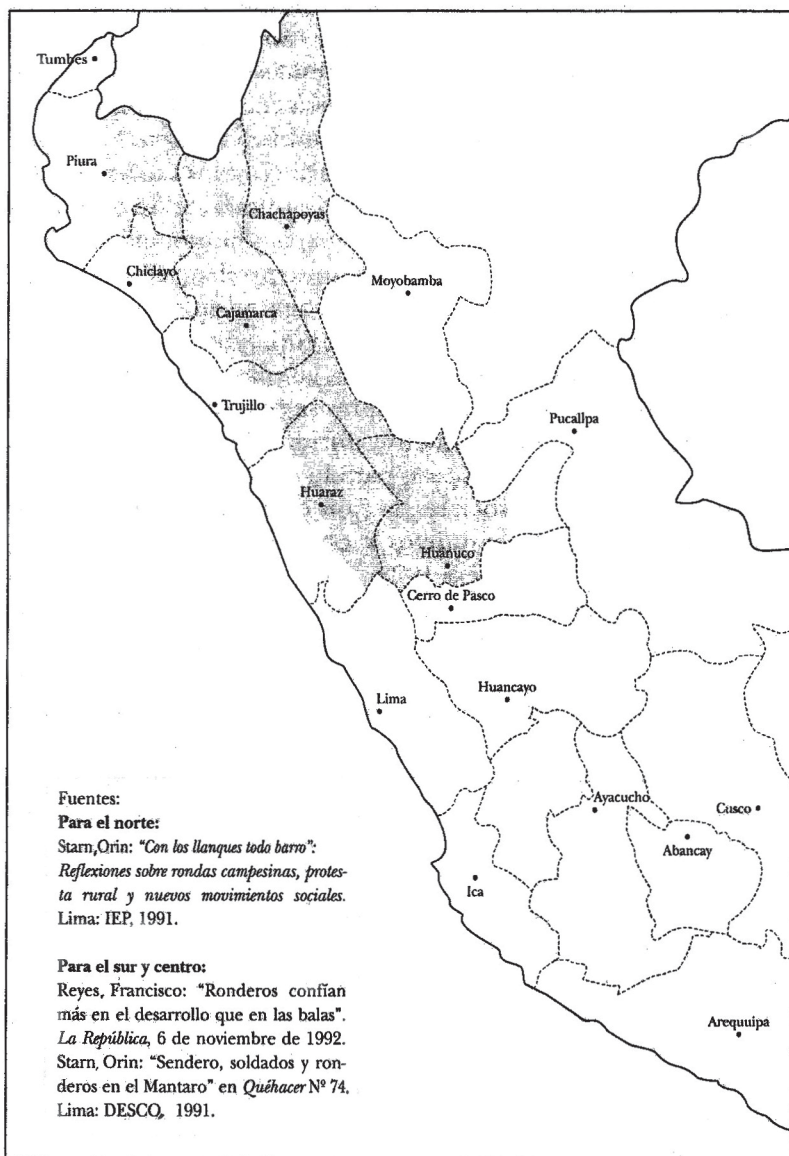 Tumbes
Piura
Chachapoyas
Chiclayo
Moyobamba
Cajamarca
Trujillo
Pucallpa
Huaraz
Huánuco
Cerro de Pasco
Lima
Huancayo
Ayacucho
Cusco
Abancay
Ica
Arequuipa
Fuentes:
Para el norte:
Starn,Orin: "Con los llanques todo barro":
Reflexiones sobre rondas campesinas, protes-
ta rural y nuevos movimientos sociales.
Lima: IEP, 1991.
Para el sur y centro:
Reyes, Francisco: "Ronderos confían
más en el desarrollo que en las balas".
La República, 6 de noviembre de 1992.
Starn, Orin: "Sendero, soldados y ron-
deros en el Mantaro" en Quéhacer Nº 74.
Lima: DESCO, 1991.